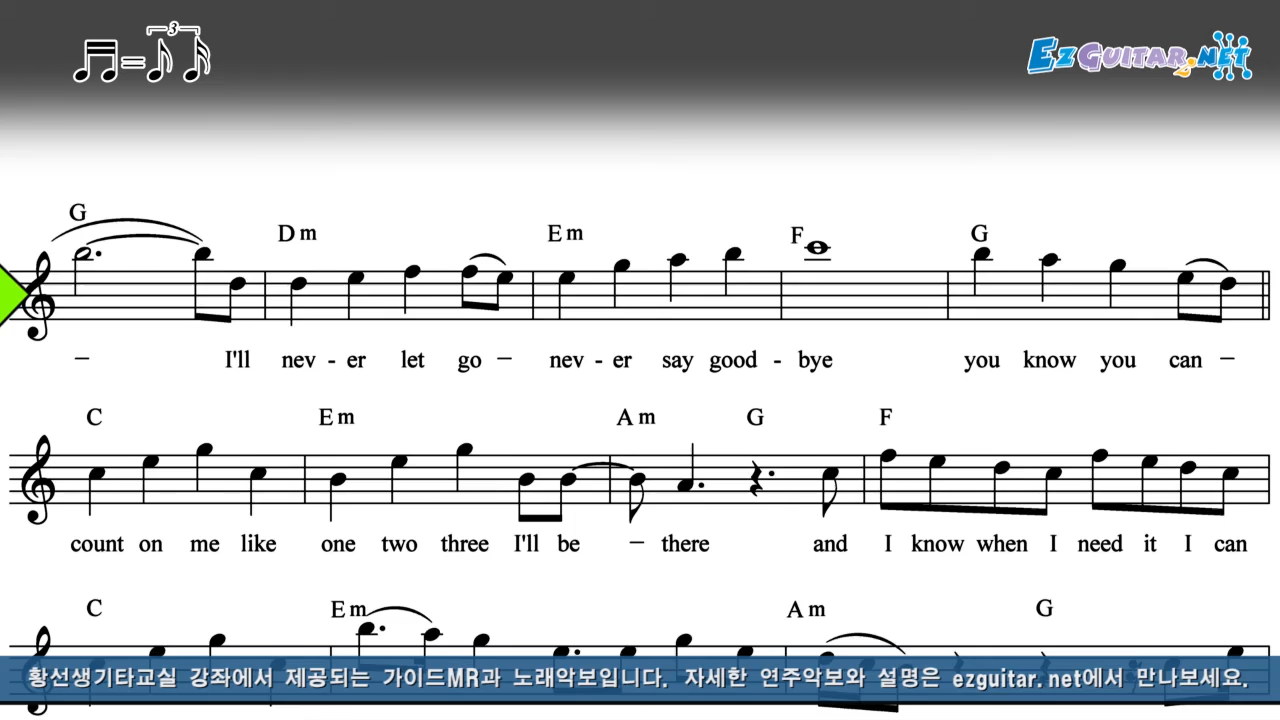 3
EzGUITAR2.NET
G Dm Em F G
– I'll nev - er let go – nev - er say good - bye you know you can –
C Em Am G F
count on me like one two three I'll be – there and I know when I need it I can
C Em Am G
황선생기타교실 강좌에서 제공되는 가이드MR과 노래악보입니다. 자세한 연주악보와 설명은 ezguitar.net에서 만나보세요.